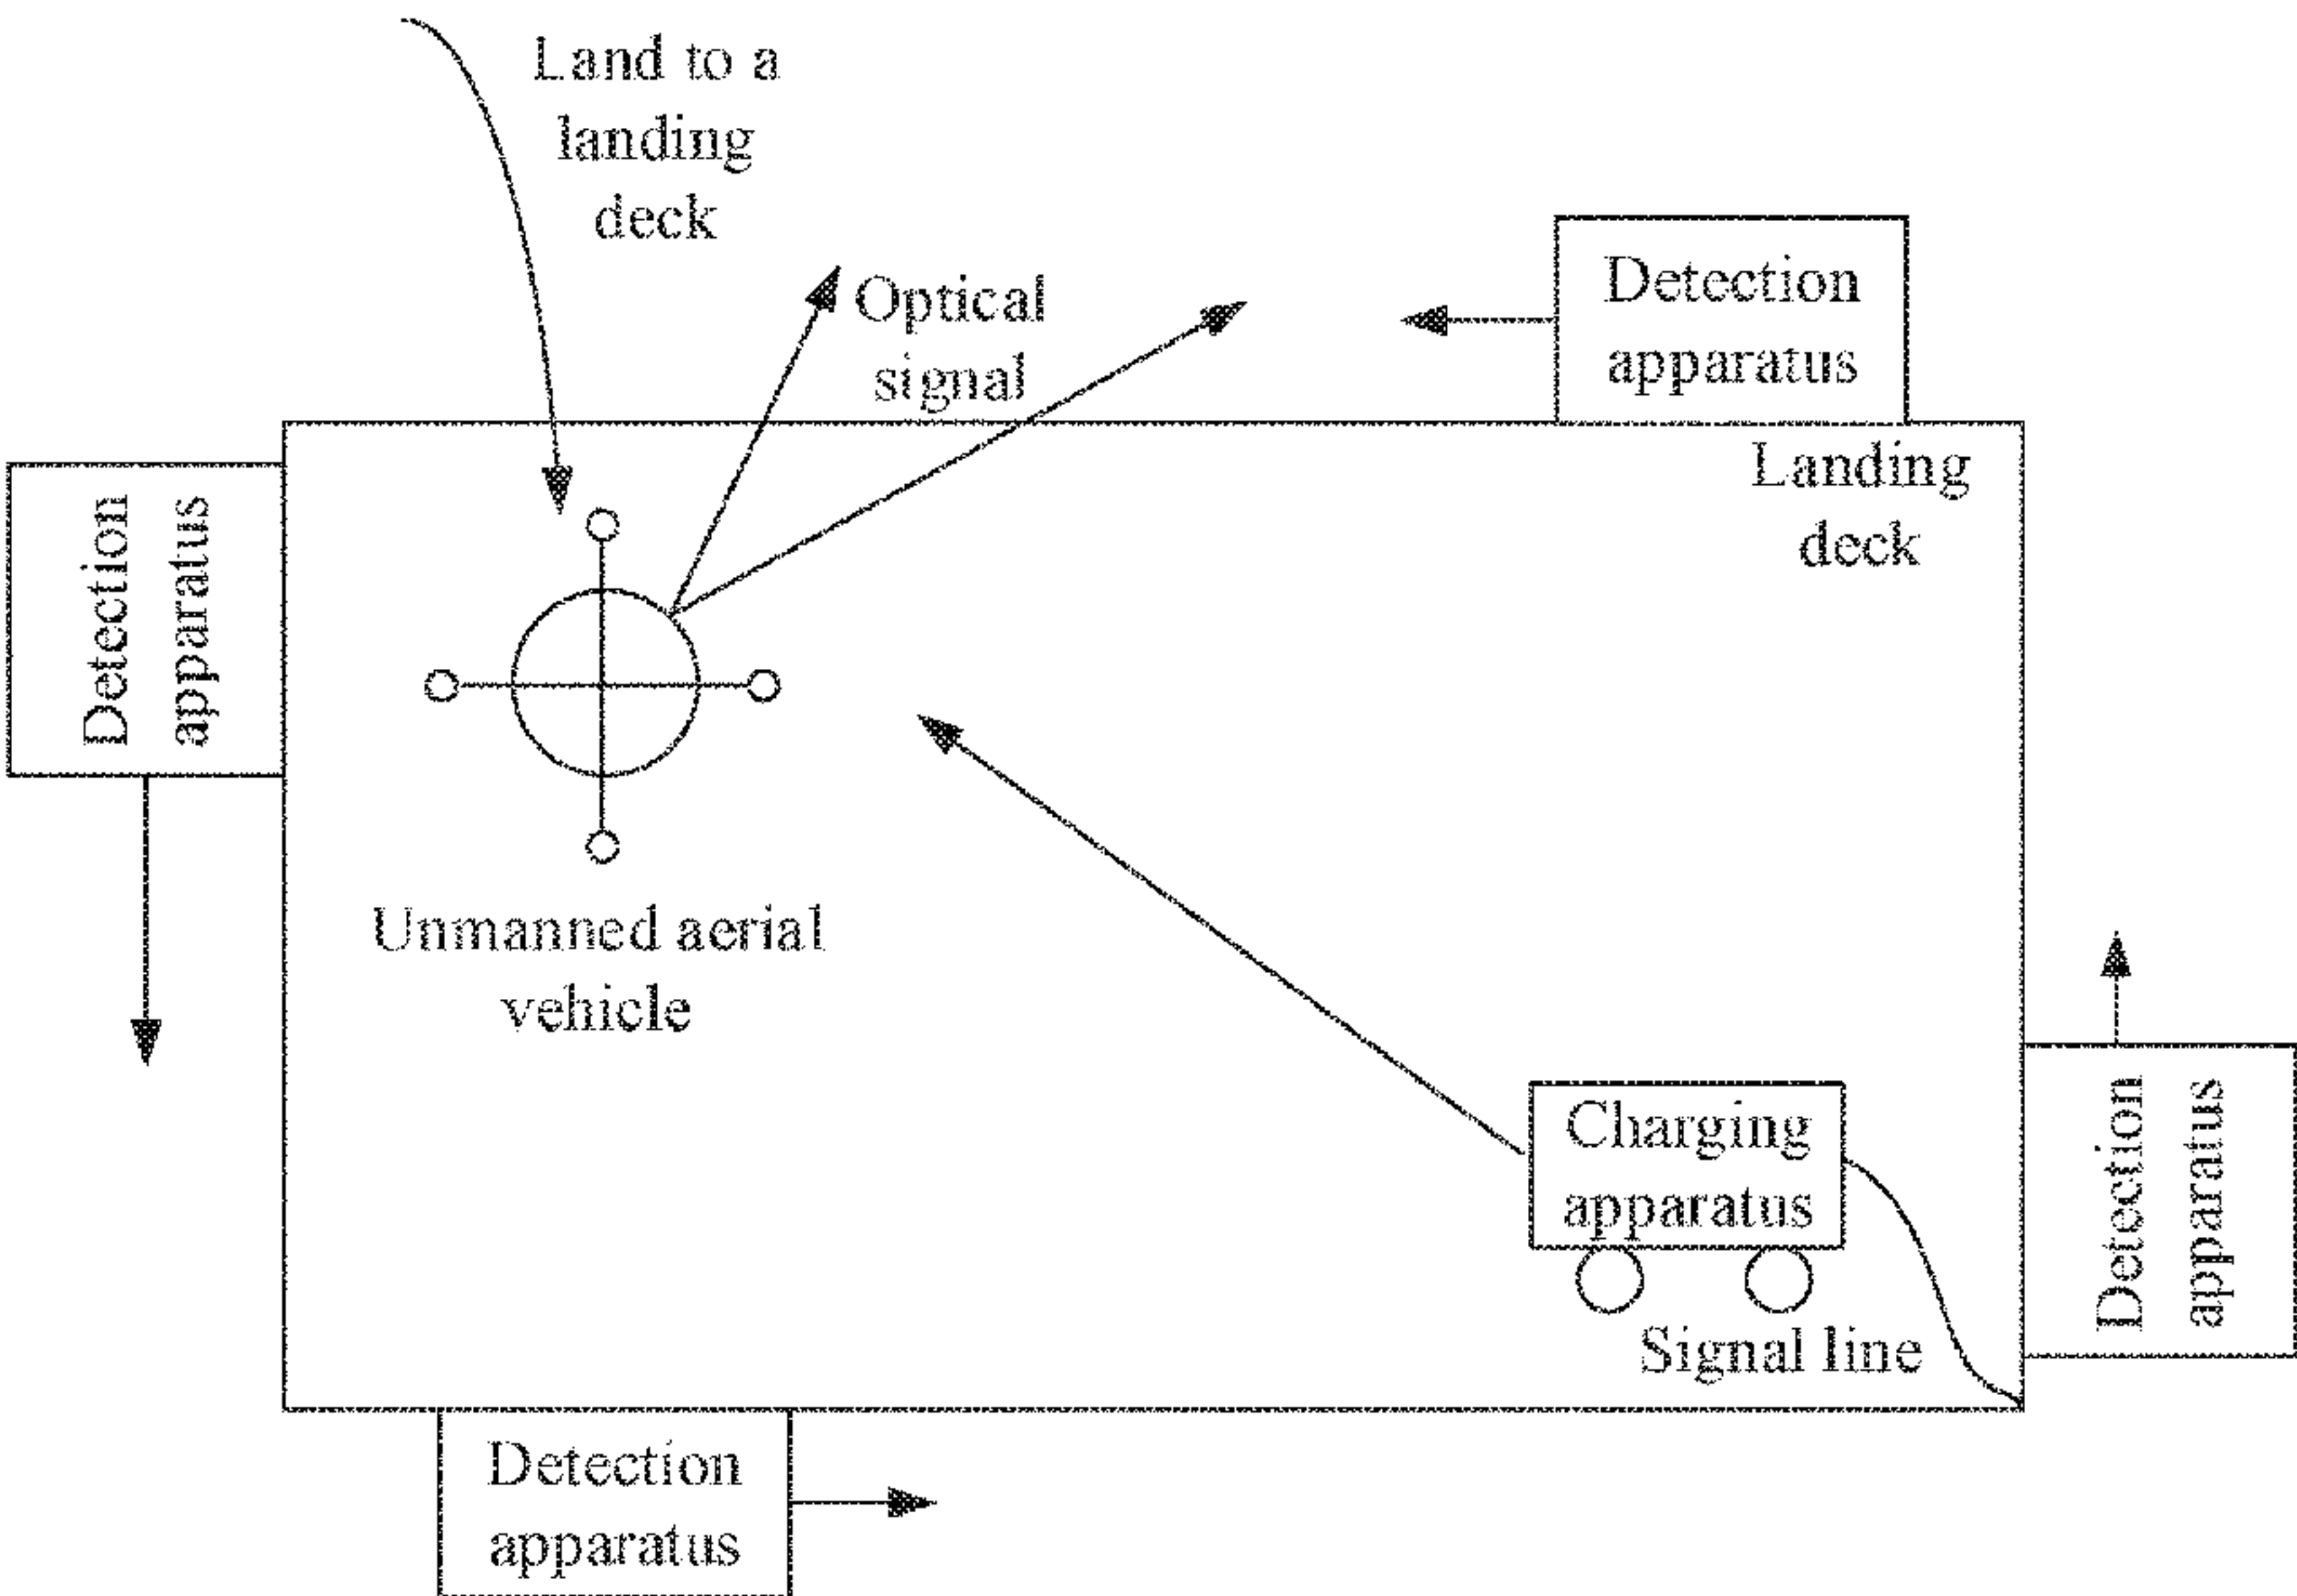 Land to a
landing
deck
Optical
signal
Detection
apparatus
Landing
deck
Detection
apparatus
Unmanned aerial
vehicle
Charging
apparatus
Signal line
Detection
apparatus
Detection
apparatus